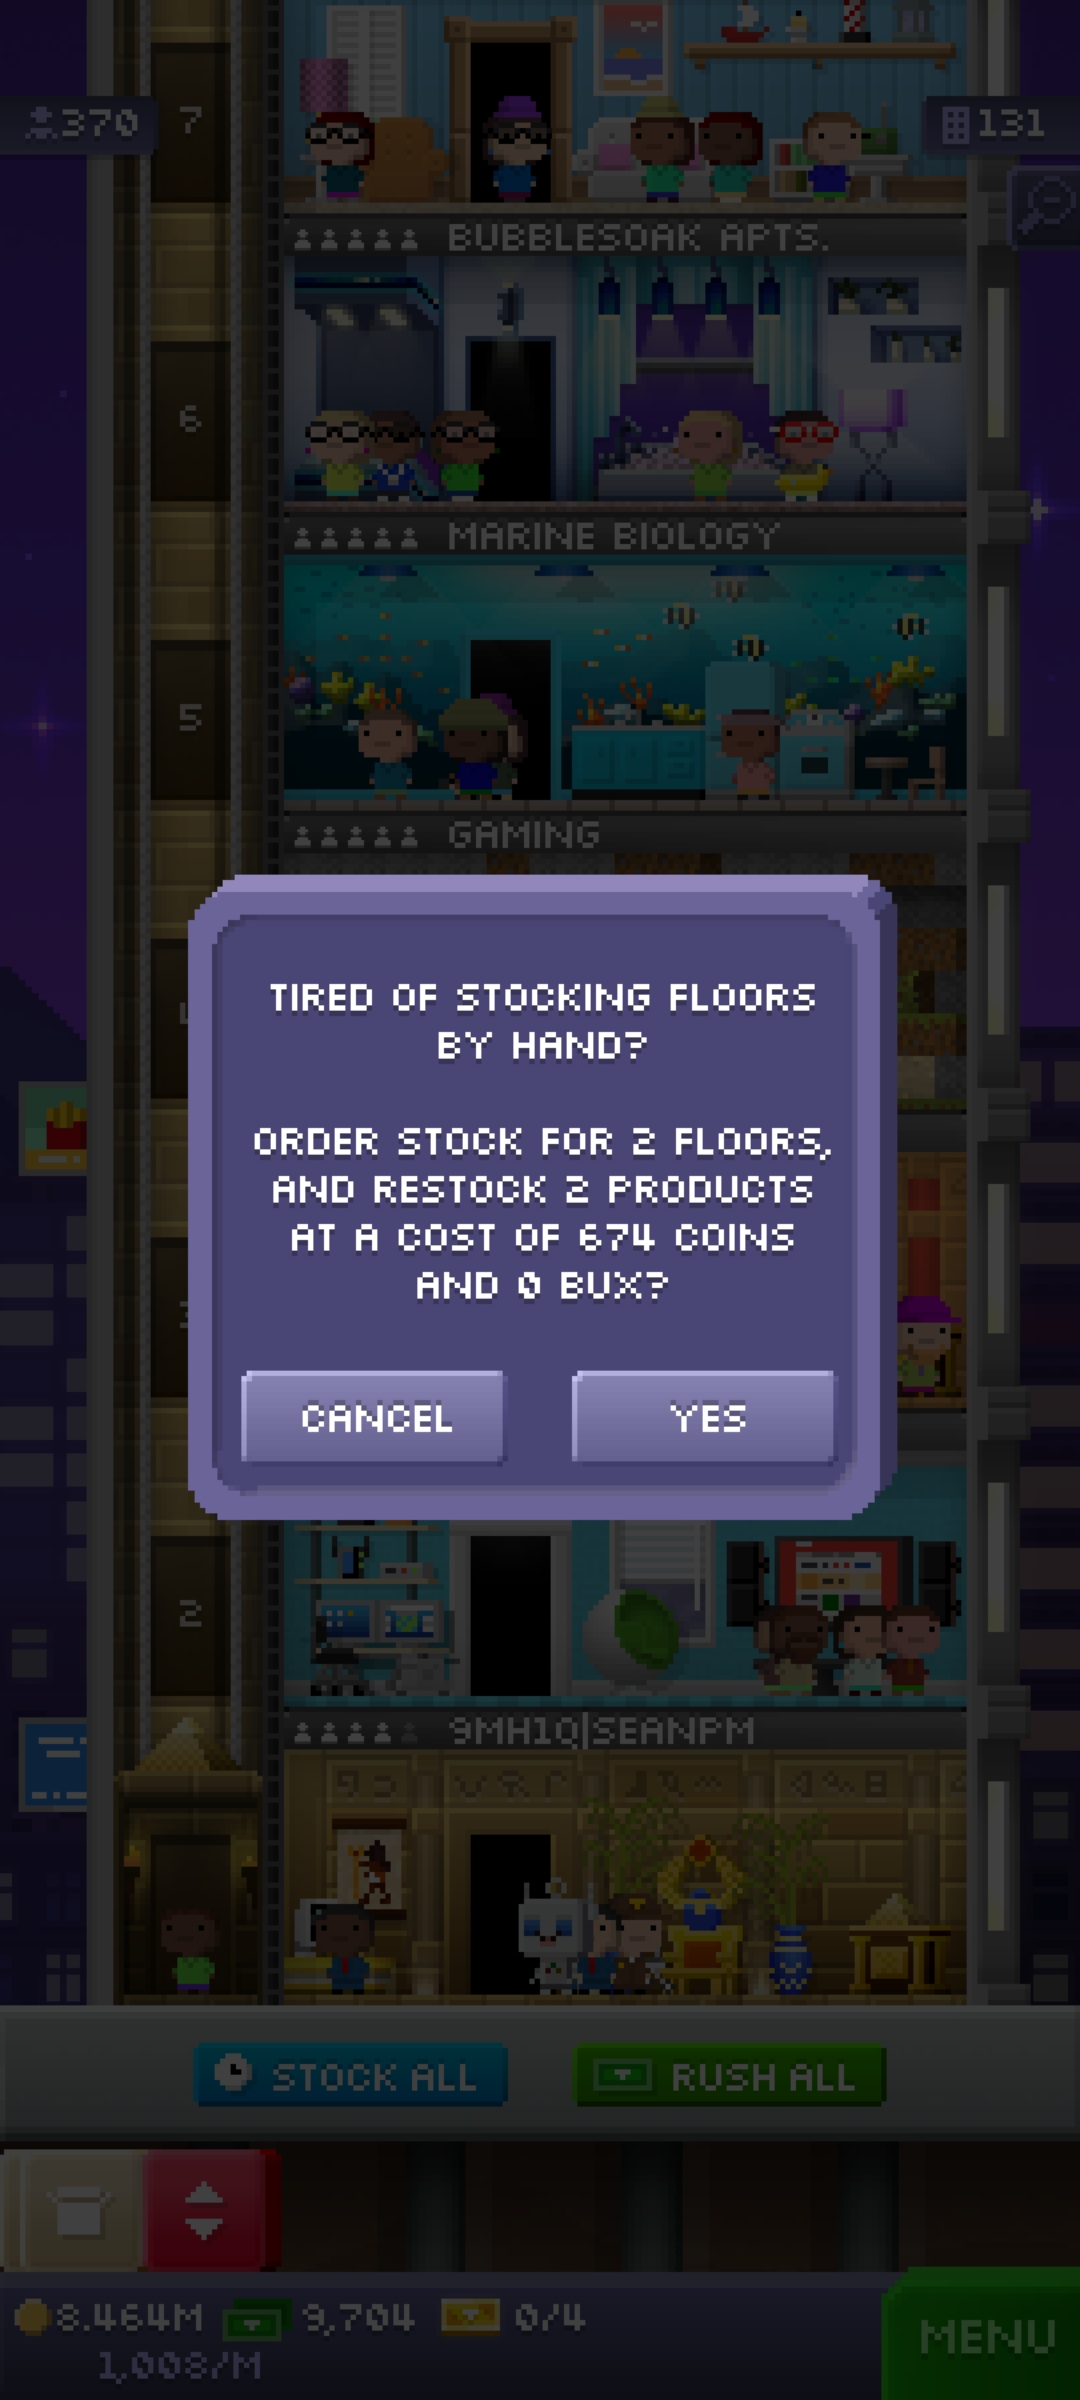 370
7
131
BUBBLESOAK APTS.
6
MARINE BIOLOGY
5
GAMING
TIRED OF STOCKING FLOORS
BY HAND?
ORDER STOCK FOR 2 FLOORS,
AND RESTOCK 2 PRODUCTS
AT A COST OF 674 COINS
AND 0 BUX?
CANCEL
YES
2
9MH1Q|SEANPM
STOCK ALL
RUSH ALL
8.464M
9,704
0/4
MENU
1,008/M